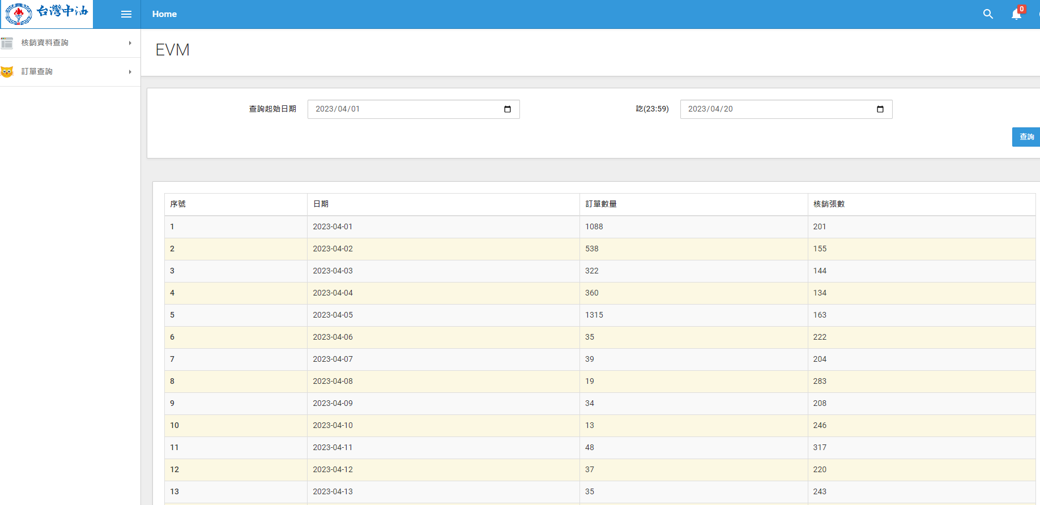 台灣中油
Home
0
核銷資料查詢
訂單查詢
EVM
查詢起始日期 2023/04/01 訖(23:59) 2023/04/20
查詢
序號 日期 訂單數量 核銷張數
1 2023-04-01 1088 201
2 2023-04-02 538 155
3 2023-04-03 322 144
4 2023-04-04 360 134
5 2023-04-05 1315 163
6 2023-04-06 35 222
7 2023-04-07 39 204
8 2023-04-08 19 283
9 2023-04-09 34 208
10 2023-04-10 13 246
11 2023-04-11 48 317
12 2023-04-12 37 220
13 2023-04-13 35 243